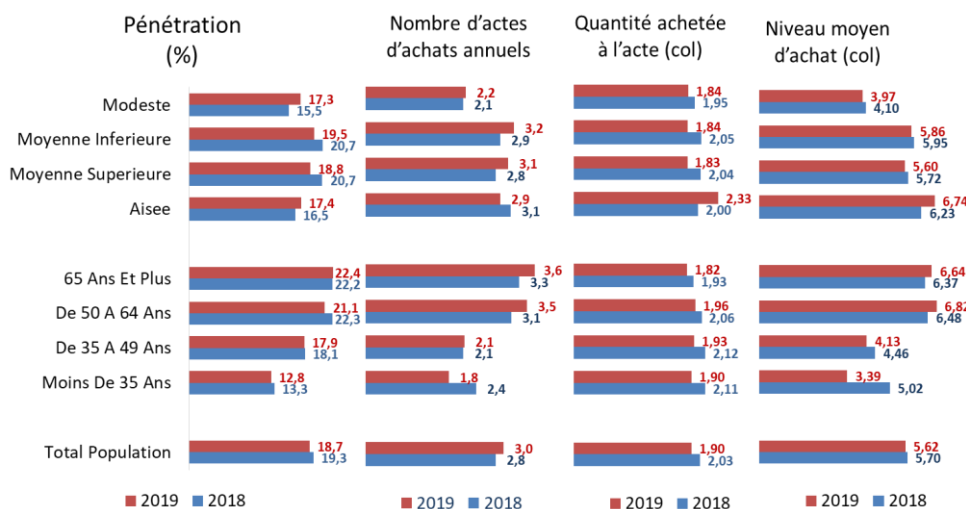 Pénétration
(%)
Nombre d'actes
d'achats annuels
Quantité achetée
à l'acte (col)
Niveau moyen
d'achat (col)
Modeste 17,3 2,2 1,84 3,97
15,5 2,1 1,95 4,10
Moyenne Inferieure 19,5 3,2 1,84 5,86
20,7 2,9 2,05 5,95
Moyenne Superieure 18,8 3,1 1,83 5,60
20,7 2,8 2,04 5,72
Aisee 17,4 2,9 2,33 6,74
16,5 3,1 2,00 6,23
65 Ans Et Plus 22,4 3,6 1,82 6,64
22,2 3,3 1,93 6,37
De 50 A 64 Ans 21,1 3,5 1,96 6,82
22,3 3,1 2,06 6,48
De 35 A 49 Ans 17,9 2,1 1,93 4,13
18,1 2,1 2,12 4,46
Moins De 35 Ans 12,8 1,8 1,90 3,39
13,3 2,4 2,11 5,02
Total Population 18,7 3,0 1,90 5,62
19,3 2,8 2,03 5,70
2019 2018 2019 2018 2019 2018 2019 2018